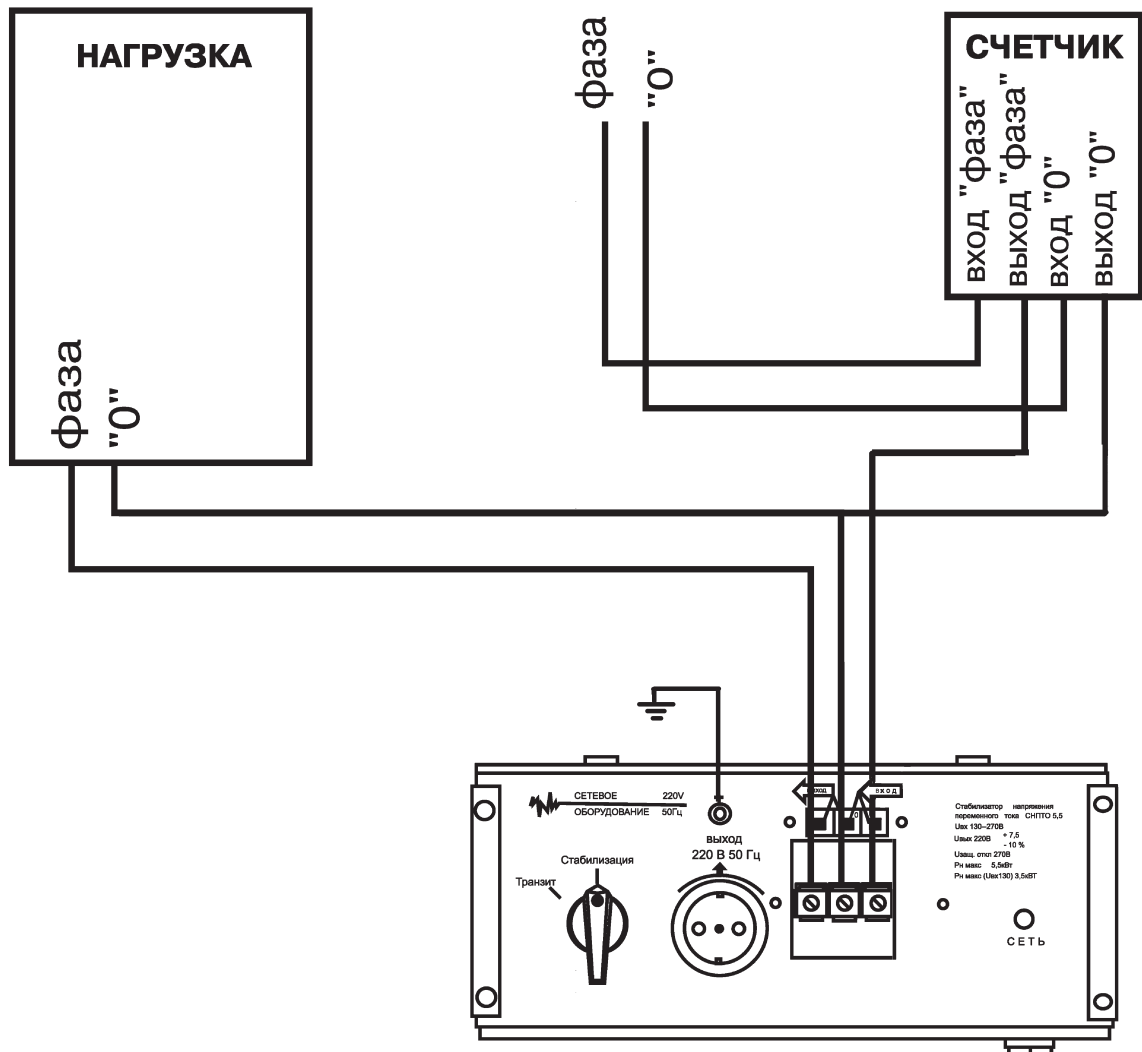 НАГРУЗКА
фаза
"0"
фаза
"0"
СЧЕТЧИК
вход "фаза"
выход "фаза"
вход "0"
выход "0"
СЕТЕВОЕ 220V
ОБОРУДОВАНИЕ 50Гц
Стабилизация
Транзит
ВЫХОД
220 В 50 Гц
ВЫХОД
ВХОД
0
Стабилизатор напряжения
переменного тока СНПТО 5,5
Uвх 130–270В
Uвых 220В + 7,5
- 10 %
Uзащ. откл 270В
Рн макс 5,5кВт
Рн макс (Uвх130) 3,5кВТ
СЕТЬ